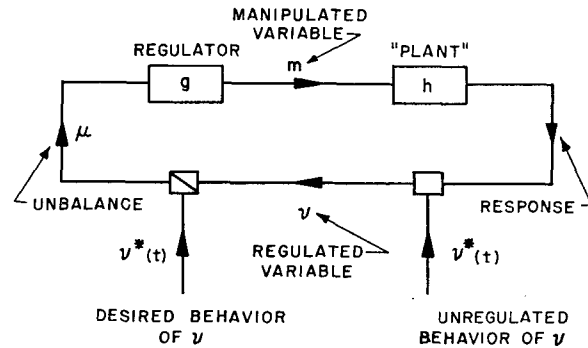 MANIPULATED
VARIABLE
REGULATOR
m
"PLANT"
g
h
μ
UNBALANCE
ν
RESPONSE
ν*(t)
REGULATED
VARIABLE
ν*(t)
DESIRED BEHAVIOR
OF ν
UNREGULATED
BEHAVIOR OF ν